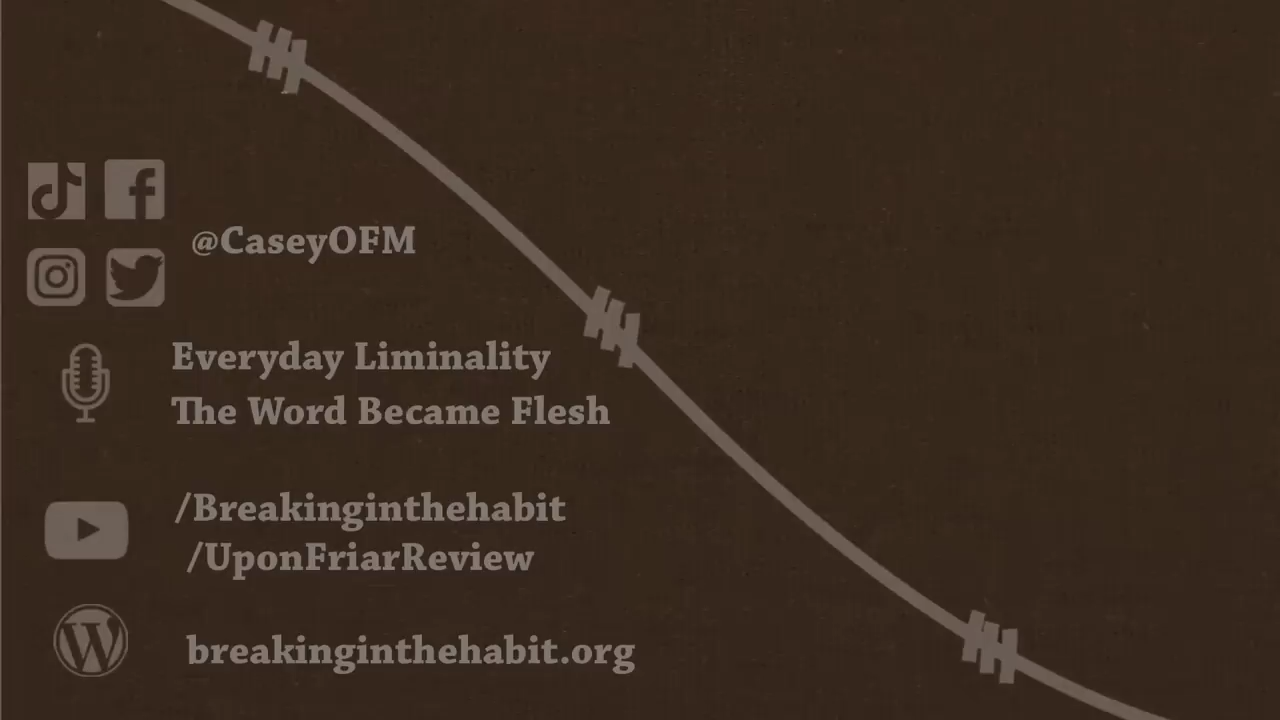 @CaseyOFM
Everyday Liminality
The Word Became Flesh
/Breakinginthehabit
/UponFriarReview
breakinginthehabit.org